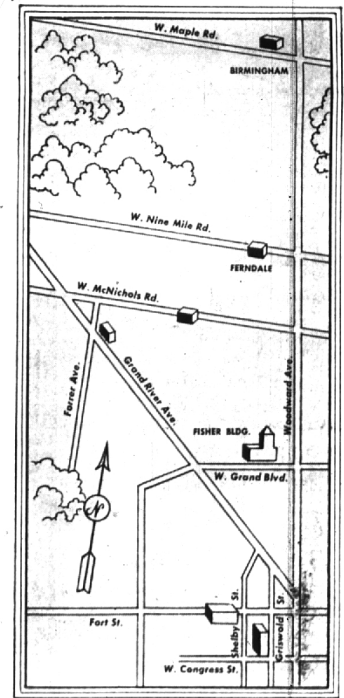 W. Maple Rd.
BIRMINGHAM
W. Nine Mile Rd.
FERNDALE
W. McNichols Rd.
Farrer Ave.
Grand River Ave.
Woodward Ave.
FISHER BLDG.
W. Grand Blvd.
N
Fort St.
Shelby St.
Griswold St.
W. Congress St.